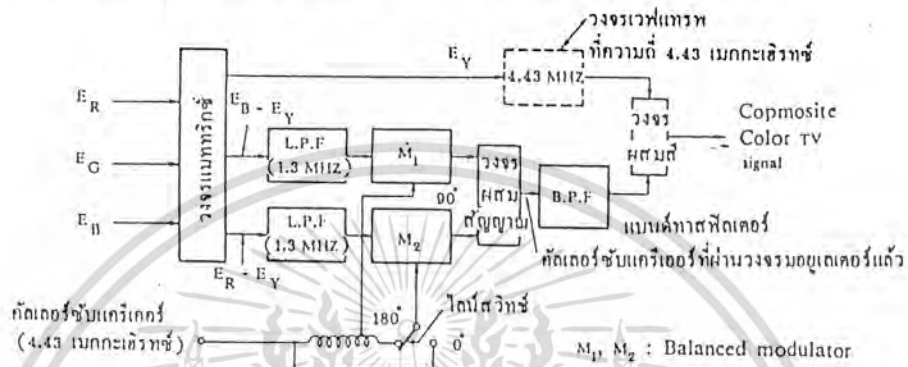 วงจรเวฟแทรพ
ที่ความถี่ 4.43 เมกกะเฮิรทซ์
E_Y
4.43 MHZ
E_R
E_G
E_B
วงจรแมททริกซ์
E_B - E_Y
L.P.F
(1.3 MHZ)
M_1
90°
L.P.F
(1.3 MHZ)
M_2
E_R - E_Y
วงจร
ผสม
สัญญาณ
B.P.F
วงจร
ผสมสี
Copmosite
Color TV
signal
แบนด์พาสฟิลเตอร์
คัลเลอร์ซับแครีเออร์ที่ผ่านวงจรมอยูเลเตอร์แล้ว
คัลเลอร์ซับแครีเกอร์
(4.43 เมกกะเฮิรทซ์)
180°
ไลน์สวิทช์
0°
M_1, M_2 : Balanced modulator